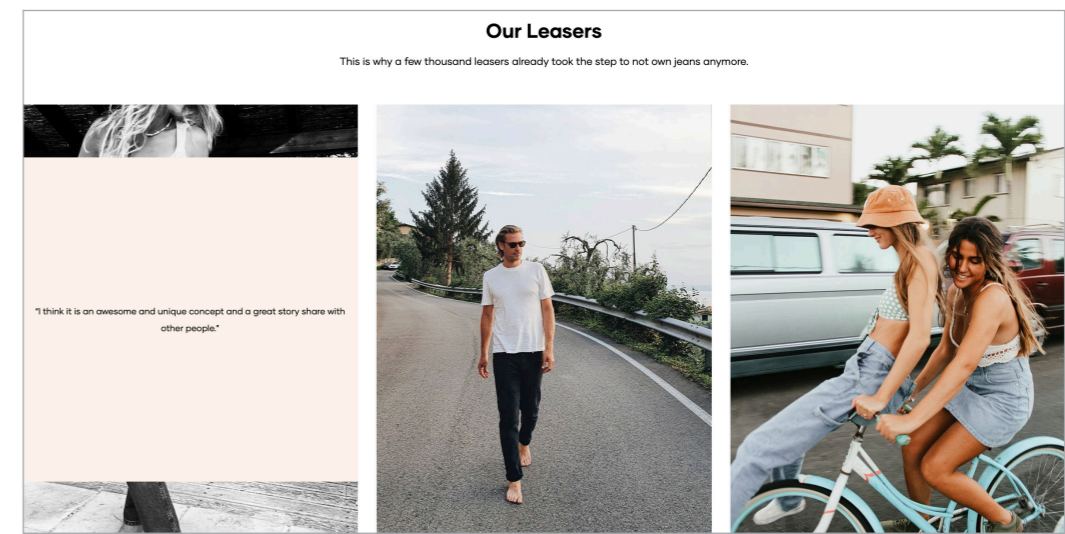 Our Leasers
This is why a few thousand leasers already took the step to not own jeans anymore.
“I think it is an awesome and unique concept and a great story share with
other people.”